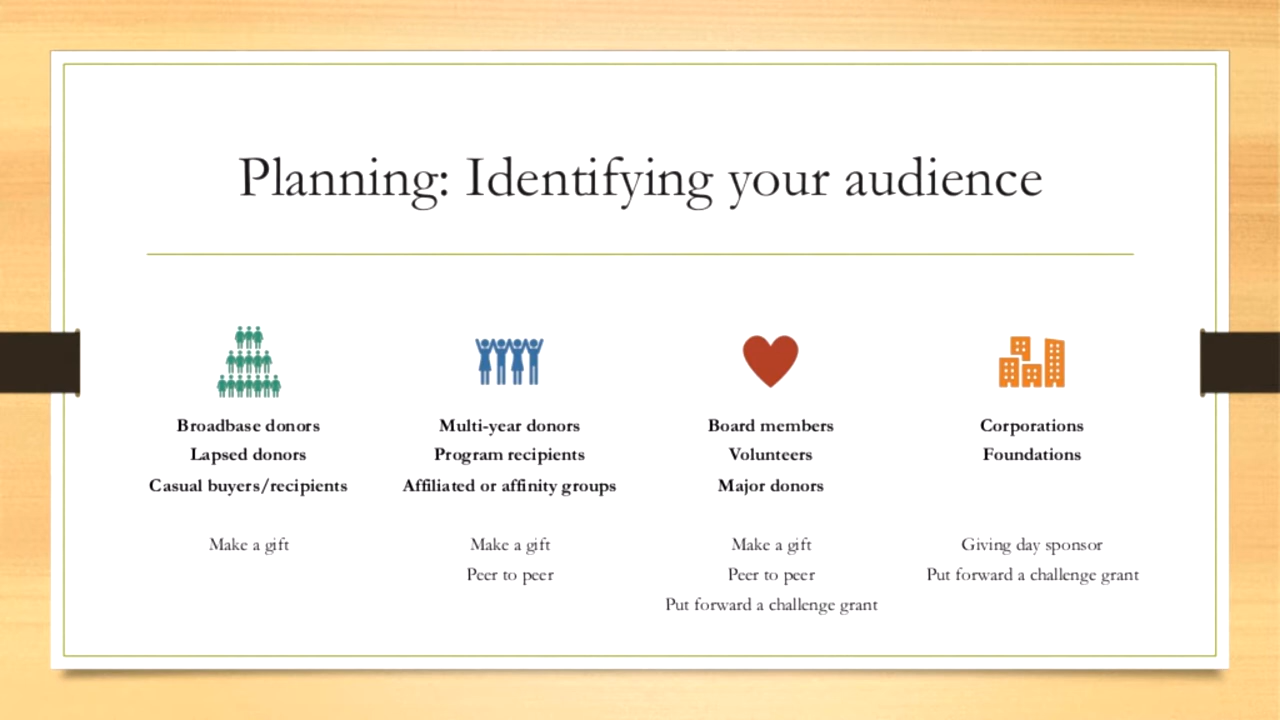 Planning: Identifying your audience
Broadbase donors
Lapsed donors
Casual buyers/recipients
Make a gift
Multi-year donors
Program recipients
Affiliated or affinity groups
Make a gift
Peer to peer
Board members
Volunteers
Major donors
Make a gift
Peer to peer
Put forward a challenge grant
Corporations
Foundations
Giving day sponsor
Put forward a challenge grant